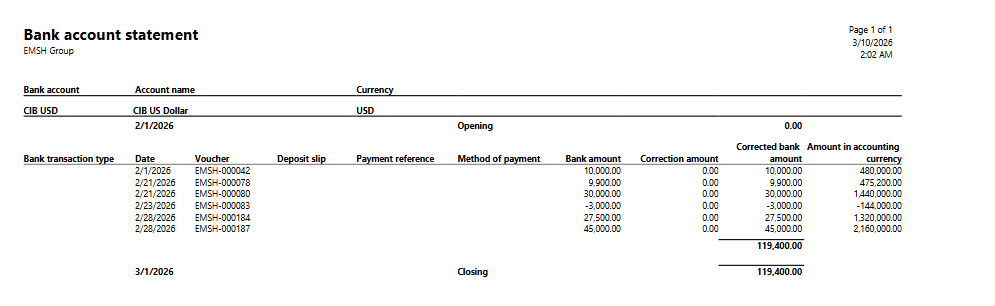 Bank account statement
Page 1 of 1
EMSH Group
3/10/2026
2:02 AM
Bank account Account name Currency
CIB USD CIB US Dollar USD
2/1/2026 Opening 0.00
Bank transaction type Date Voucher Deposit slip Payment reference Method of payment Bank amount Correction amount Corrected bank amount Amount in accounting currency
2/1/2026 EMSH-000042 10,000.00 0.00 10,000.00 480,000.00
2/21/2026 EMSH-000078 9,900.00 0.00 9,900.00 475,200.00
2/21/2026 EMSH-000080 30,000.00 0.00 30,000.00 1,440,000.00
2/23/2026 EMSH-000083 -3,000.00 0.00 -3,000.00 -144,000.00
2/28/2026 EMSH-000184 27,500.00 0.00 27,500.00 1,320,000.00
2/28/2026 EMSH-000187 45,000.00 0.00 45,000.00 2,160,000.00
119,400.00
3/1/2026 Closing 119,400.00